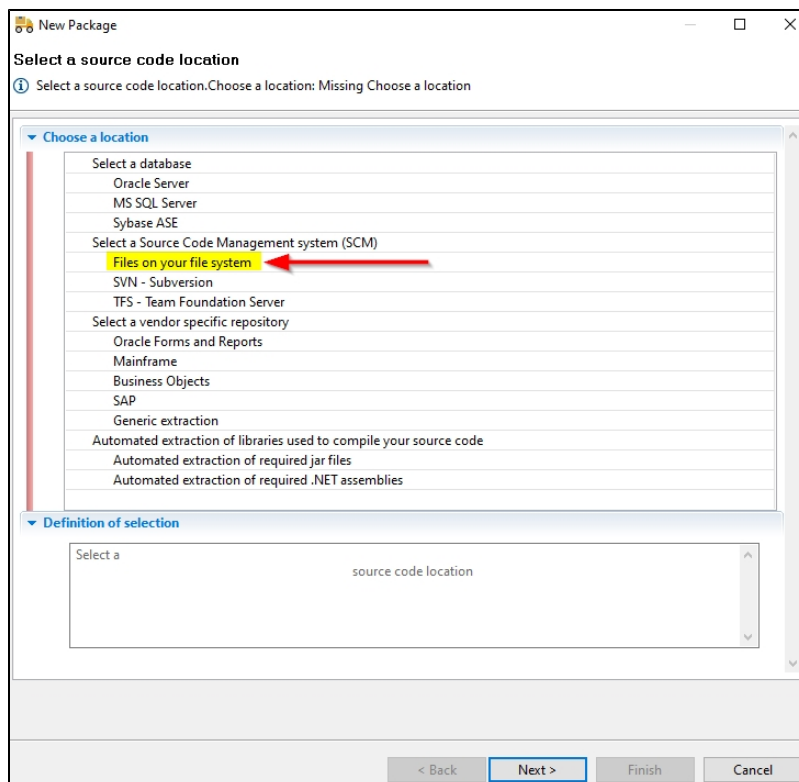 New Package
Select a source code location
Select a source code location.Choose a location: Missing Choose a location
Choose a location
Select a database
Oracle Server
MS SQL Server
Sybase ASE
Select a Source Code Management system (SCM)
Files on your file system
SVN - Subversion
TFS - Team Foundation Server
Select a vendor specific repository
Oracle Forms and Reports
Mainframe
Business Objects
SAP
Generic extraction
Automated extraction of libraries used to compile your source code
Automated extraction of required jar files
Automated extraction of required .NET assemblies
Definition of selection
Select a
source code location
< Back Next > Finish Cancel